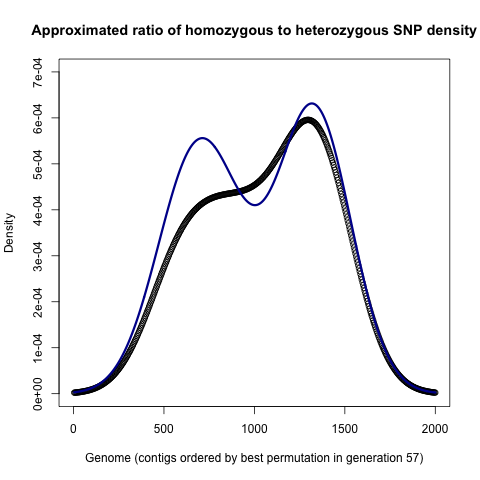 Approximated ratio of homozygous to heterozygous SNP density
7e-04
6e-04
5e-04
4e-04
3e-04
2e-04
1e-04
0e+00
Density
0 500 1000 1500 2000
Genome (contigs ordered by best permutation in generation 57)